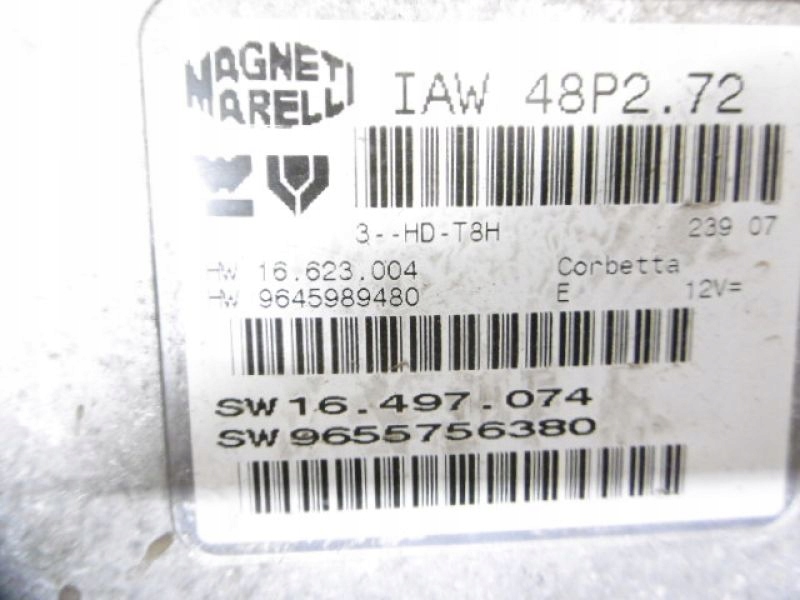 MAGNETI
MARELLI
IAW 48P2.72
3--HD-T8H 239 07
HW 16.623.004 Corbetta
HW 9645989480 E 12V=
SW 16.497.074
SW 9655756380